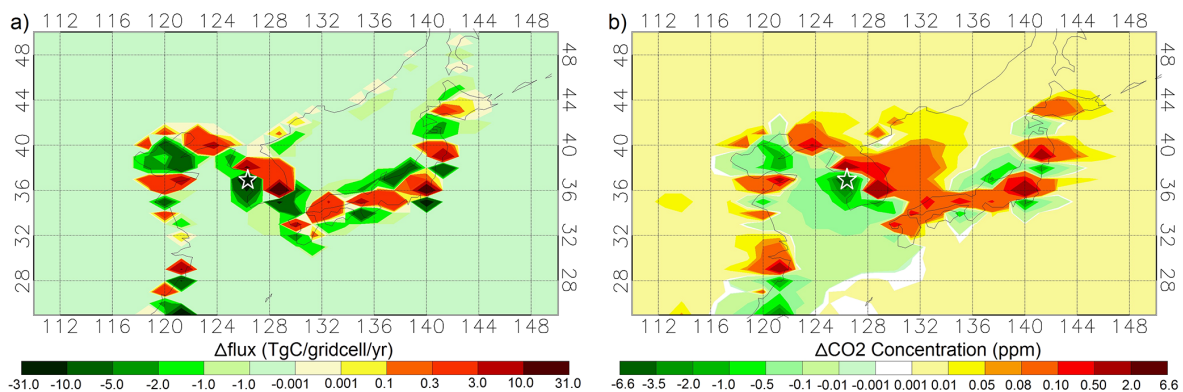 a)
112 116 120 124 128 132 136 140 144 148
48 44 40 36 32 28
48 44 40 36 32 28
112 116 120 124 128 132 136 140 144 148
Δflux (TgC/gridcell/yr)
-31.0 -10.0 -5.0 -2.0 -1.0 -1.0 -0.001 0.001 0.1 0.3 3.0 10.0 31.0
b)
112 116 120 124 128 132 136 140 144 148
48 44 40 36 32 28
48 44 40 36 32 28
112 116 120 124 128 132 136 140 144 148
ΔCO2 Concentration (ppm)
-6.6 -3.5 -2.0 -1.0 -0.5 -0.1 -0.01 -0.001 0.001 0.01 0.05 0.08 0.10 0.50 2.0 6.6